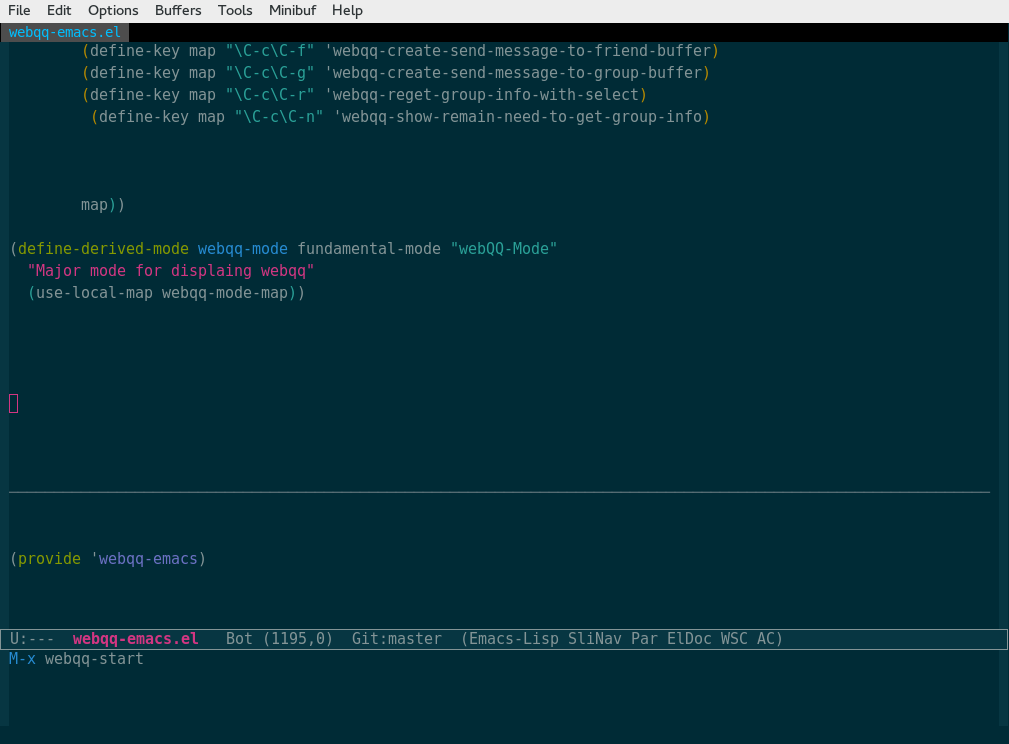 File Edit Options Buffers Tools Minibuf Help
webqq-emacs.el
(define-key map "\C-c\C-f" 'webqq-create-send-message-to-friend-buffer)
(define-key map "\C-c\C-g" 'webqq-create-send-message-to-group-buffer)
(define-key map "\C-c\C-r" 'webqq-reget-group-info-with-select)
(define-key map "\C-c\C-n" 'webqq-show-remain-need-to-get-group-info)
map))
(define-derived-mode webqq-mode fundamental-mode "webQQ-Mode"
"Major mode for displaing webqq"
(use-local-map webqq-mode-map))
(provide 'webqq-emacs)
U:--- webqq-emacs.el Bot (1195,0) Git:master (Emacs-Lisp SliNav Par ElDoc WSC AC)
M-x webqq-start